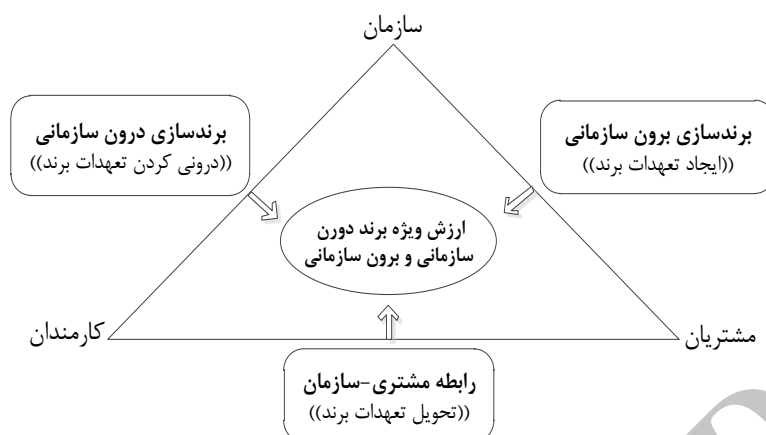 سازمان
برندسازی برون سازمانی
((ایجاد تعهدات برند))
برندسازی درون سازمانی
((درونی کردن تعهدات برند))
ارزش ویژه برند دورن
سازمانی و برون سازمانی
مشتریان
کارمندان
رابطه مشتری-سازمان
((تحویل تعهدات برند))